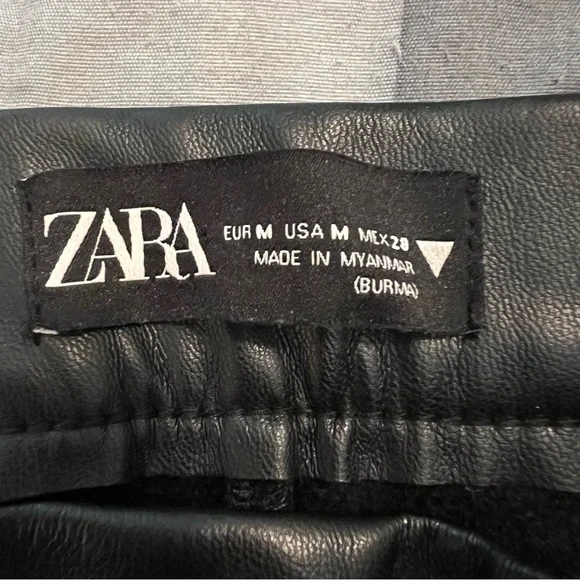 ZARA
EUR M USA M MEX 28
MADE IN MYANMAR
(BURMA)